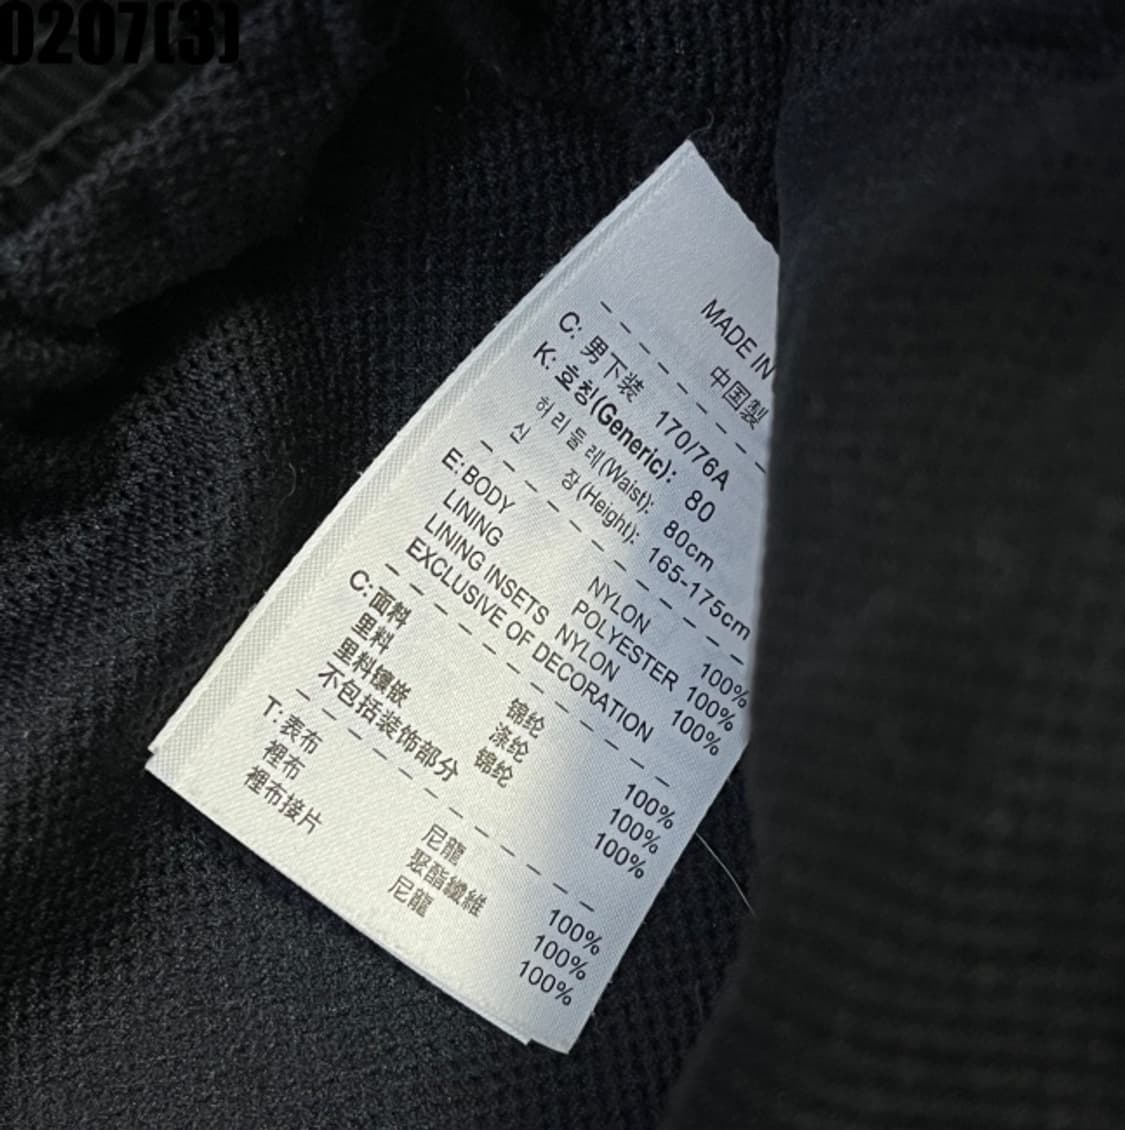 0207(3)
MADE IN
中国製
C: 男下装 170/76A
K: 호칭(Generic): 80
허리둘레(Waist): 80cm
신 장(Height): 165-175cm
E: BODY NYLON 100%
LINING POLYESTER 100%
LINING INSETS NYLON 100%
EXCLUSIVE OF DECORATION
C: 面料 锦纶 100%
里料 涤纶 100%
里料镶嵌 锦纶 100%
不包括装饰部分
T: 表布 尼龍 100%
裡布 聚酯纖維 100%
裡布接片 尼龍 100%